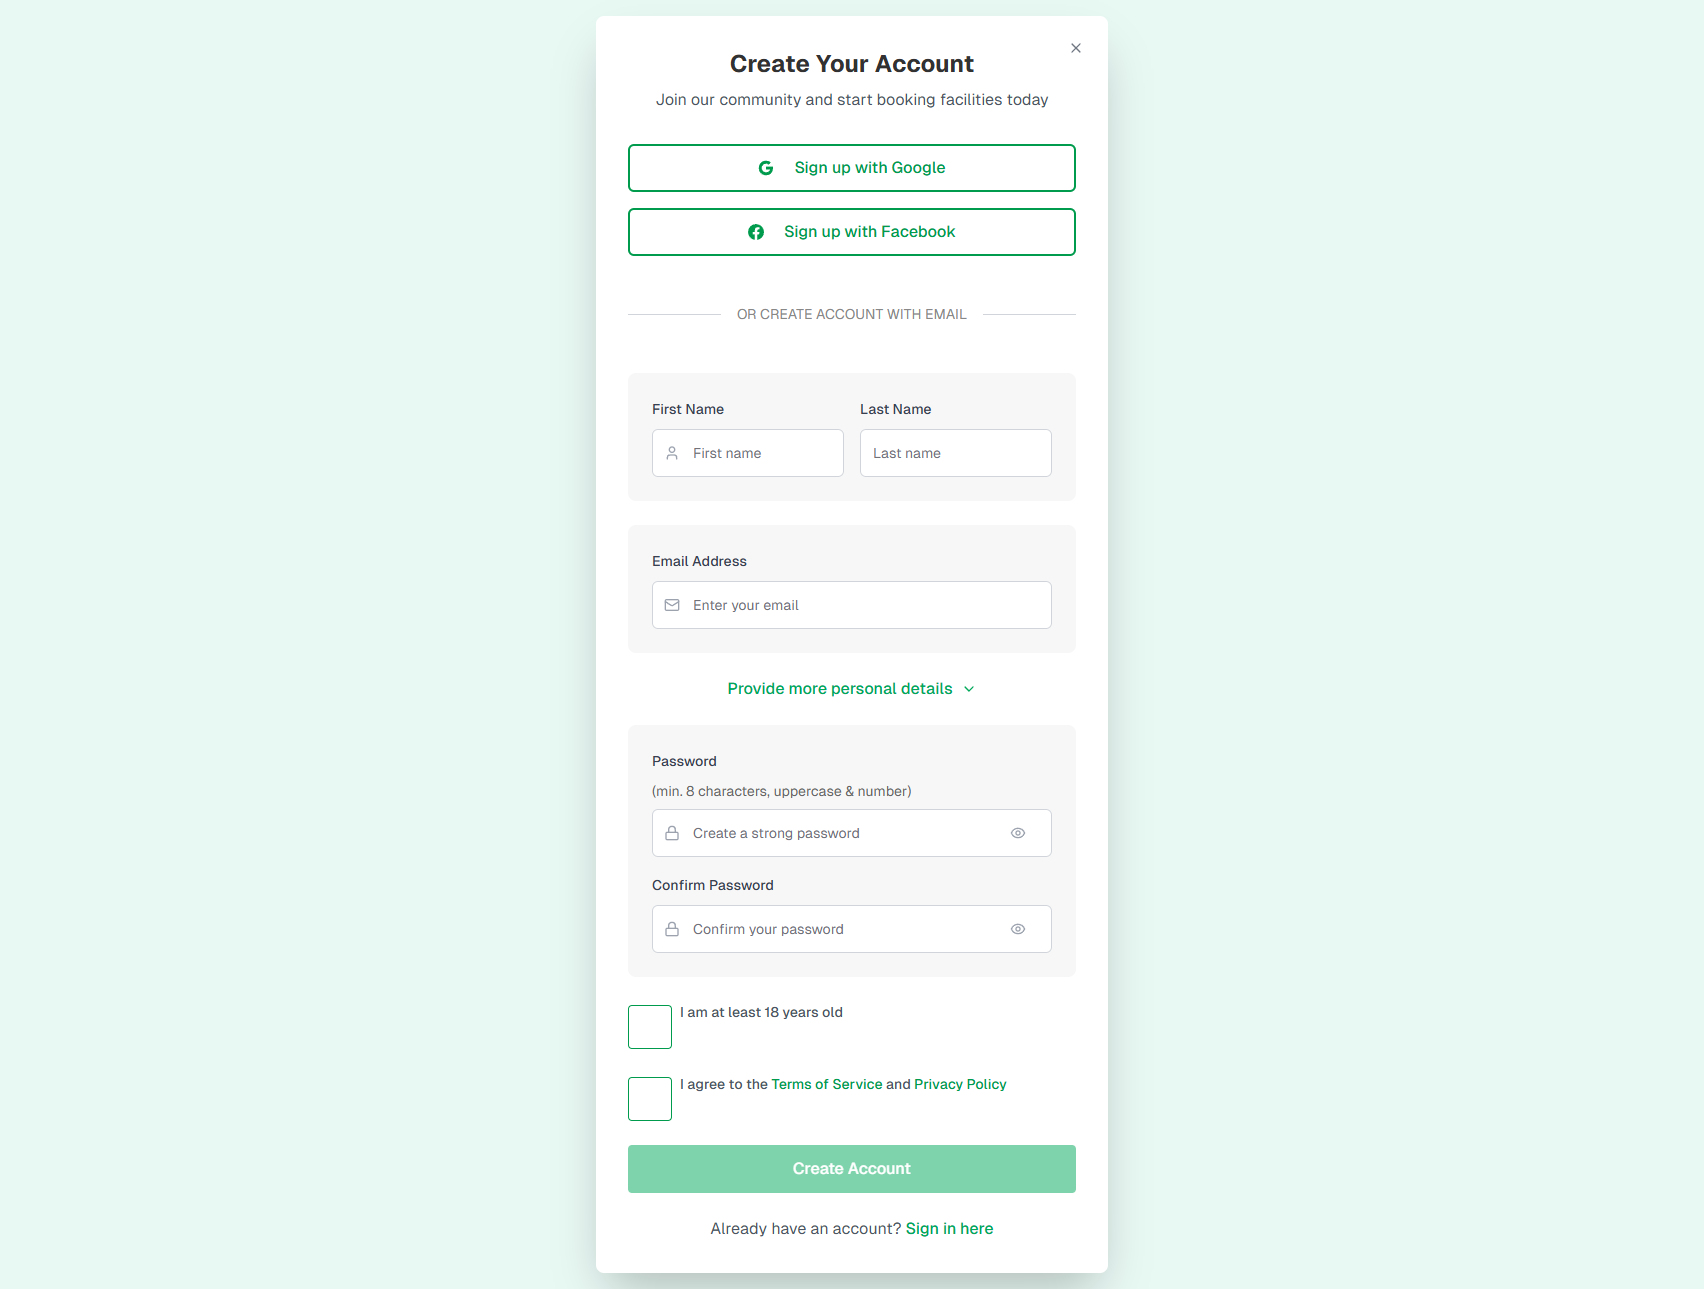 Create Your Account
Join our community and start booking facilities today
Sign up with Google
Sign up with Facebook
OR CREATE ACCOUNT WITH EMAIL
First Name
Last Name
First name
Last name
Email Address
Enter your email
Provide more personal details
Password
(min. 8 characters, uppercase & number)
Create a strong password
Confirm Password
Confirm your password
I am at least 18 years old
I agree to the Terms of Service and Privacy Policy
Create Account
Already have an account? Sign in here